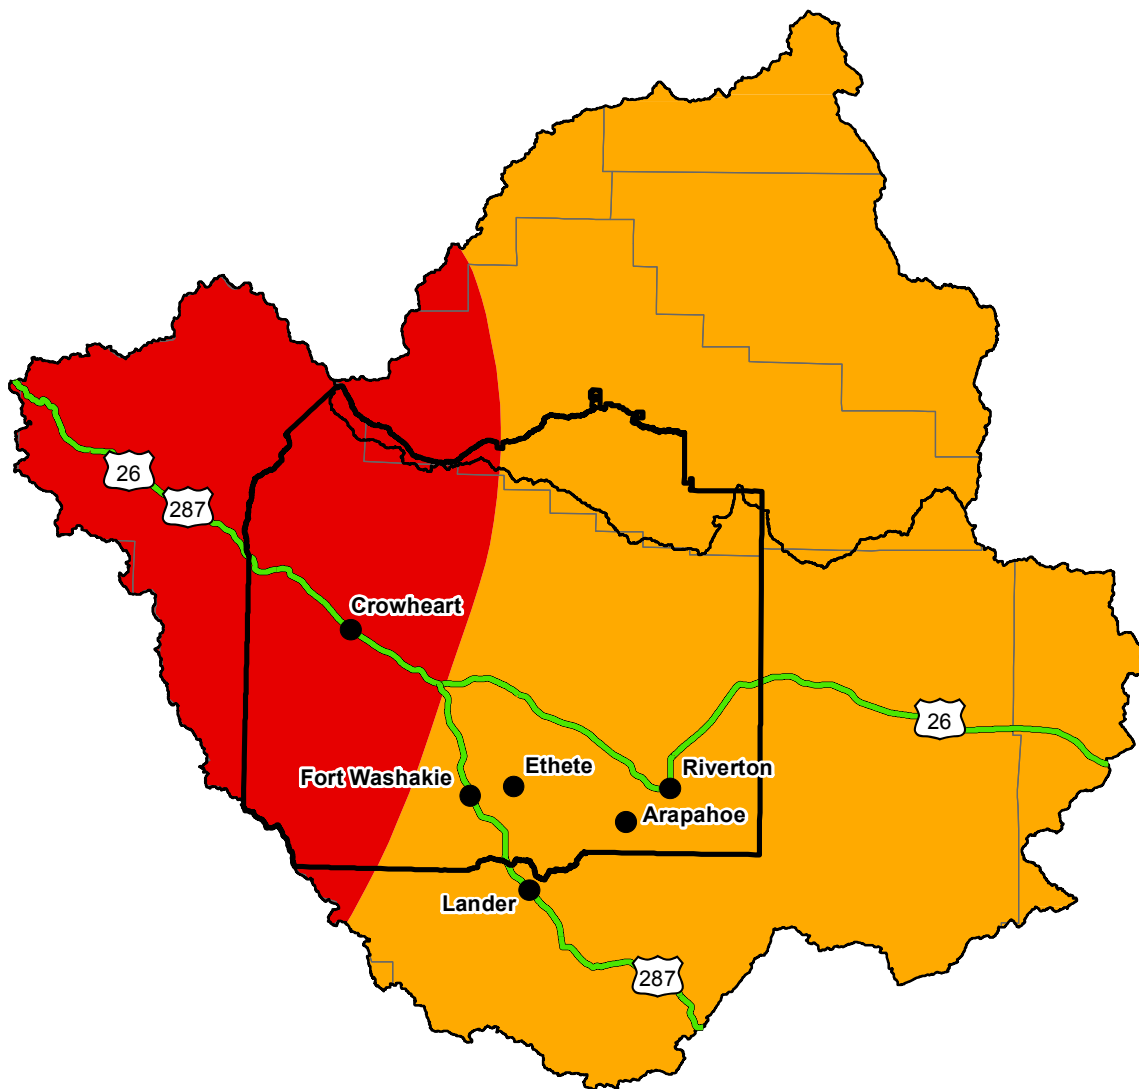 26
287
Crowheart
26
Ethete
Riverton
Fort Washakie
Arapahoe
Lander
287